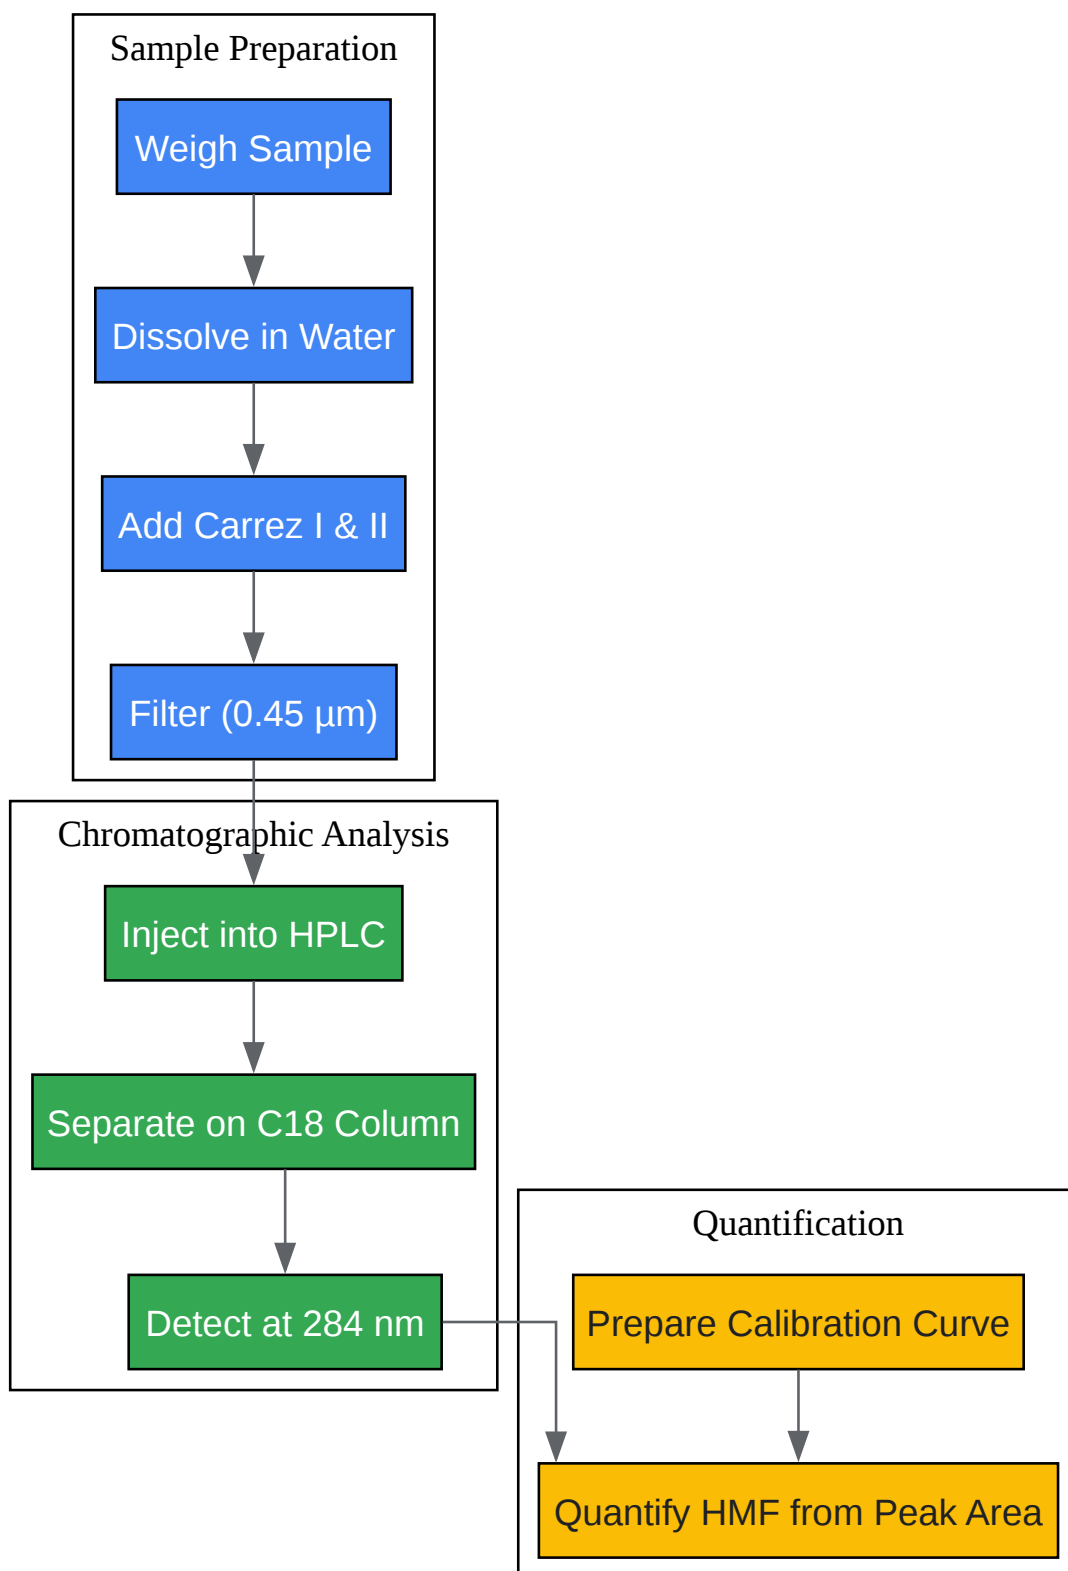 Sample Preparation
Weigh Sample
Dissolve in Water
Add Carrez I & II
Filter (0.45 µm)
Chromatographic Analysis
Inject into HPLC
Separate on C18 Column
Detect at 284 nm
Quantification
Prepare Calibration Curve
Quantify HMF from Peak Area